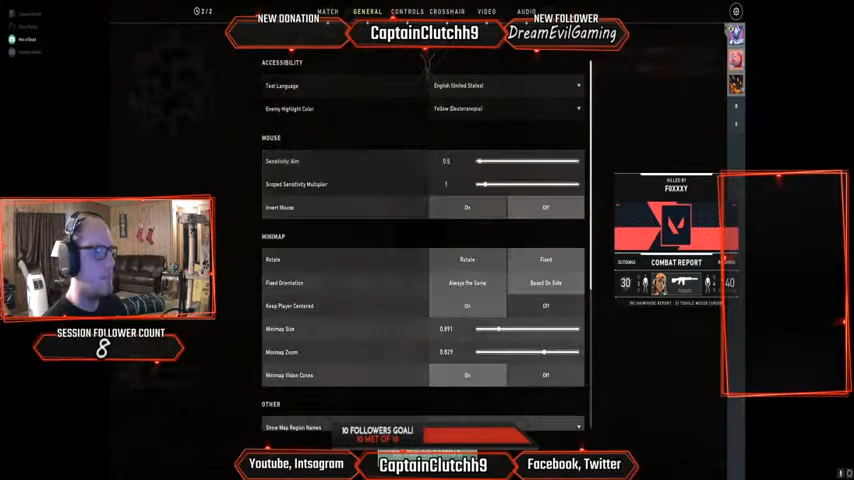 2/2
MATCH GENERAL CONTROLS CROSSHAIR VIDEO AUDIO
NEW DONATION
CaptainClutchh9
NEW FOLLOWER
DreamEvilGaming
ACCESSIBILITY
Text Language English (United States)
Enemy Highlight Color Yellow (Deuteranopia)
MOUSE
Sensitivity: Aim 0.5
Scoped Sensitivity Multiplier 1
Invert Mouse On Off
MINIMAP
Rotate Rotate Fixed
Fixed Orientation Always the Same Based On Side
Keep Player Centered On Off
Minimap Size 0.891
Minimap Zoom 0.829
Minimap Vision Cones On Off
OTHER
Show Map Region Names
KILLED BY
FOXXXY
COMBAT REPORT
OUTGOING
30
40
SESSION FOLLOWER COUNT
8
10 FOLLOWERS GOAL!
10 MET OF 10
Youtube, Intsagram
CaptainClutchh9
Facebook, Twitter